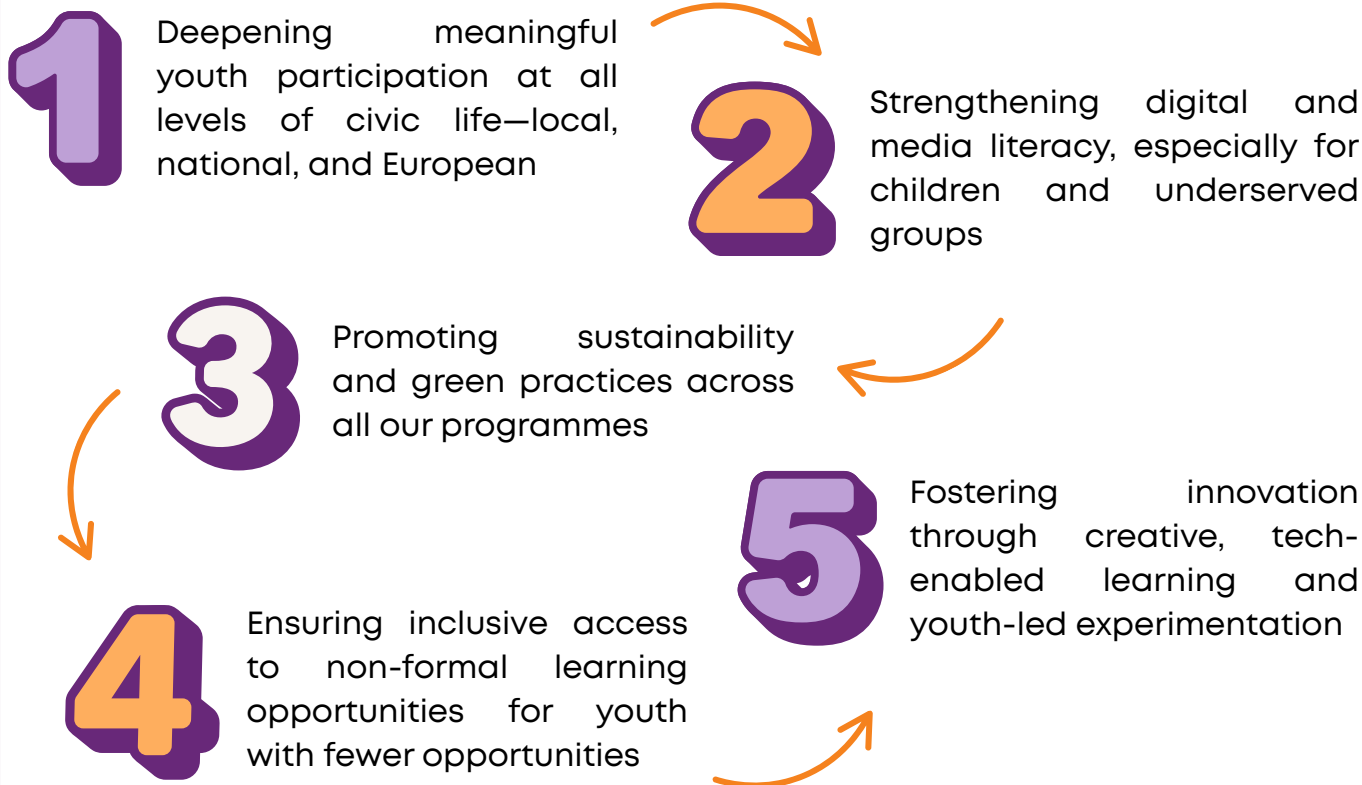 1
Deepening meaningful
youth participation at all
levels of civic life—local,
national, and European
2
Strengthening digital and
media literacy, especially for
children and underserved
groups
3
Promoting sustainability
and green practices across
all our programmes
4
Ensuring inclusive access
to non-formal learning
opportunities for youth
with fewer opportunities
5
Fostering innovation
through creative, tech-
enabled learning and
youth-led experimentation